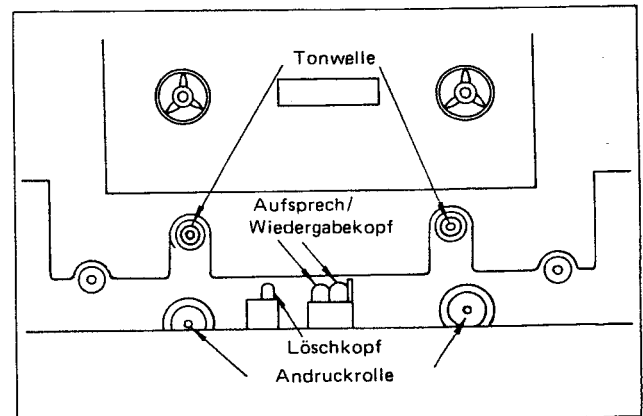 Tonwelle
Aufsprech/
Wiedergabekopf
Löschkopf
Andruckrolle